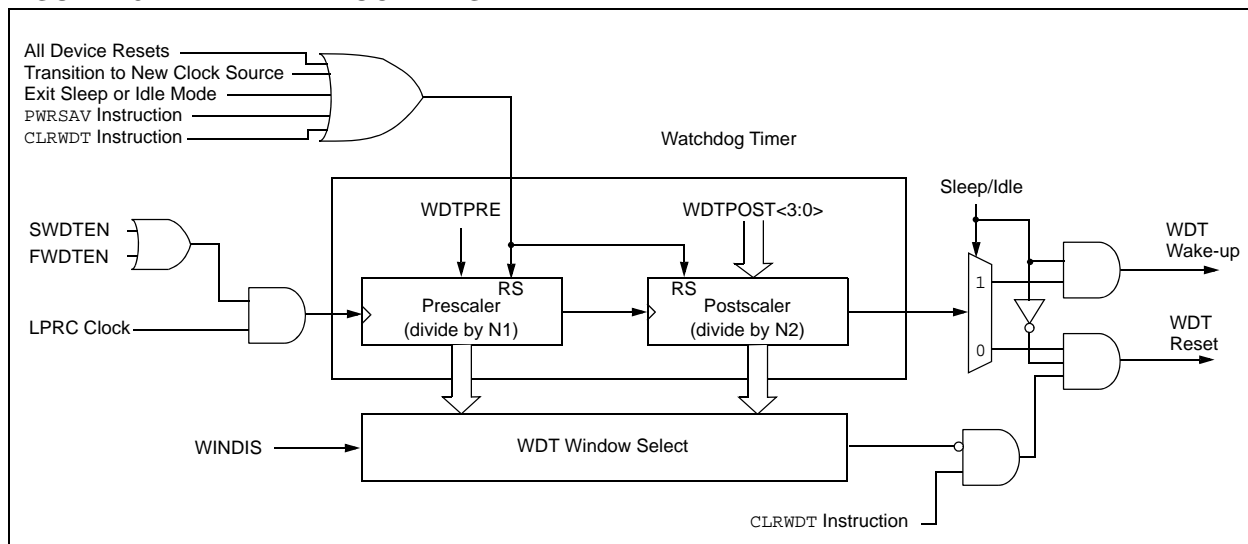 All Device Resets
Transition to New Clock Source
Exit Sleep or Idle Mode
PWRSAV Instruction
CLRWDT Instruction
Watchdog Timer
Sleep/Idle
SWDTEN
FWDTEN
WDTPRE
WDTPOST<3:0>
WDT
Wake-up
RS
RS
1
Prescaler
(divide by N1)
Postscaler
(divide by N2)
LPRC Clock
WDT
Reset
0
WINDIS
WDT Window Select
CLRWDT Instruction